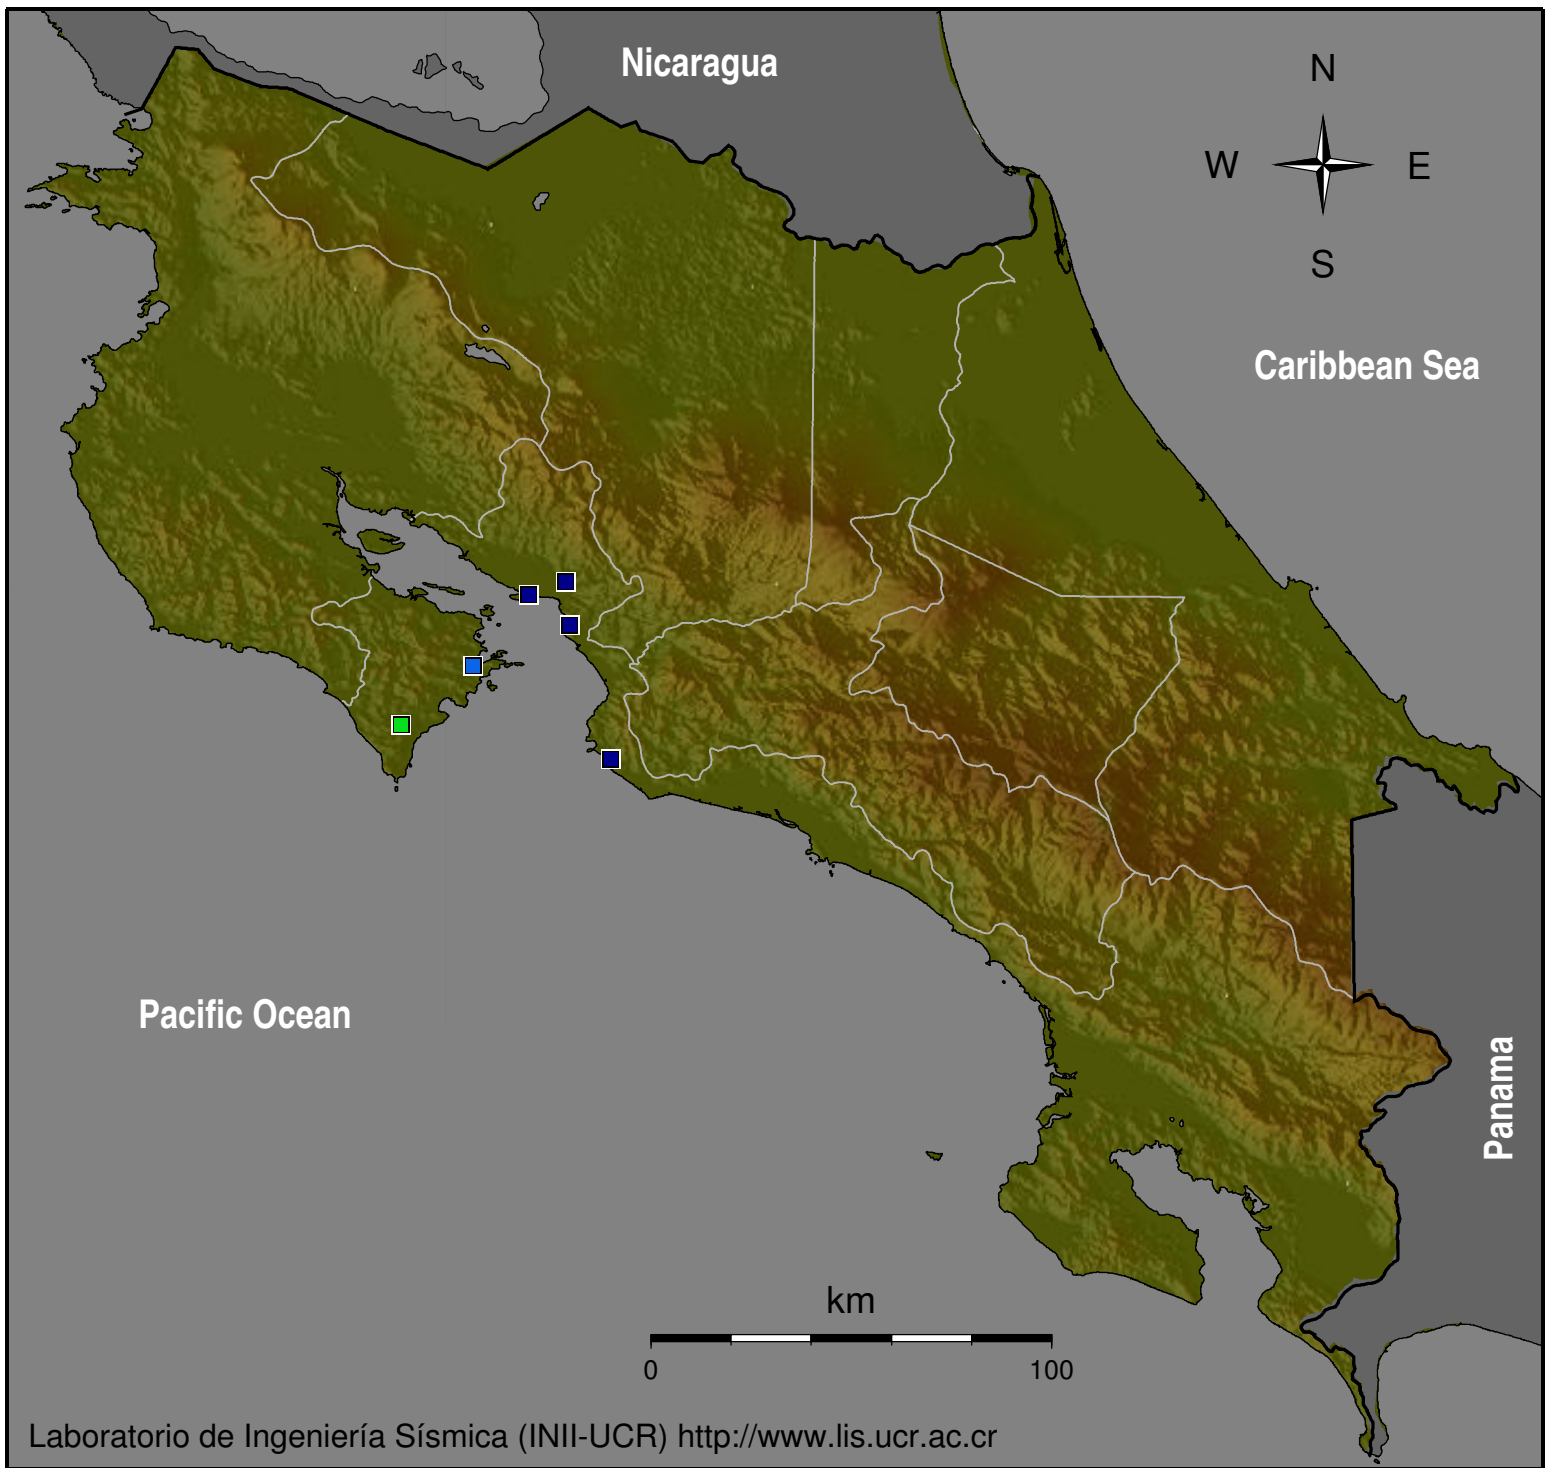 Nicaragua
N
W E
S
Caribbean Sea
Pacific Ocean
Panama
km
0 100
Laboratorio de Ingeniería Sísmica (INII-UCR) http://www.lis.ucr.ac.cr